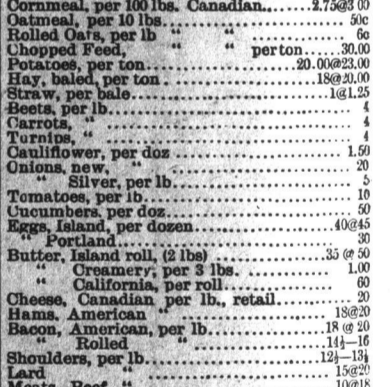 Cornmeal, per 100 lbs. Canadian..... 2.75@3 00
Oatmeal, per 10 lbs..................... 50c
Rolled Oats, per lb " " ............ 6c
Chopped Feed, " " per ton......30.00
Potatoes, per ton...............20.00@23.00
Hay, baled, per ton...............18@20.00
Straw, per bale.....................1@1.25
Beets, per lb........................... 4
Carrots, "........................... 4
Turnips, "........................... 4
Cauliflower, per doz................1.50
Onions, new, " ................. 20
" Silver, per lb.................. 5
Tomatoes, per lb..................... 10
Cucumbers, per doz.................. 50
Eggs, Island, per dozen............40@45
" Portland........................ 30
Butter, Island roll, (2 lbs)........35 @ 50
" Creamery, per 3 lbs......... 1.00
" California, per roll......... 60
Cheese, Canadian per lb., retail..... 20
Hams, American " ...............18@20
Bacon, American, per lb............18 @ 20
" Rolled " ............14½—16
Shoulders, per lb..................12½—13½
Lard " ..................15@20
Meats, Beef, " ..................10@18